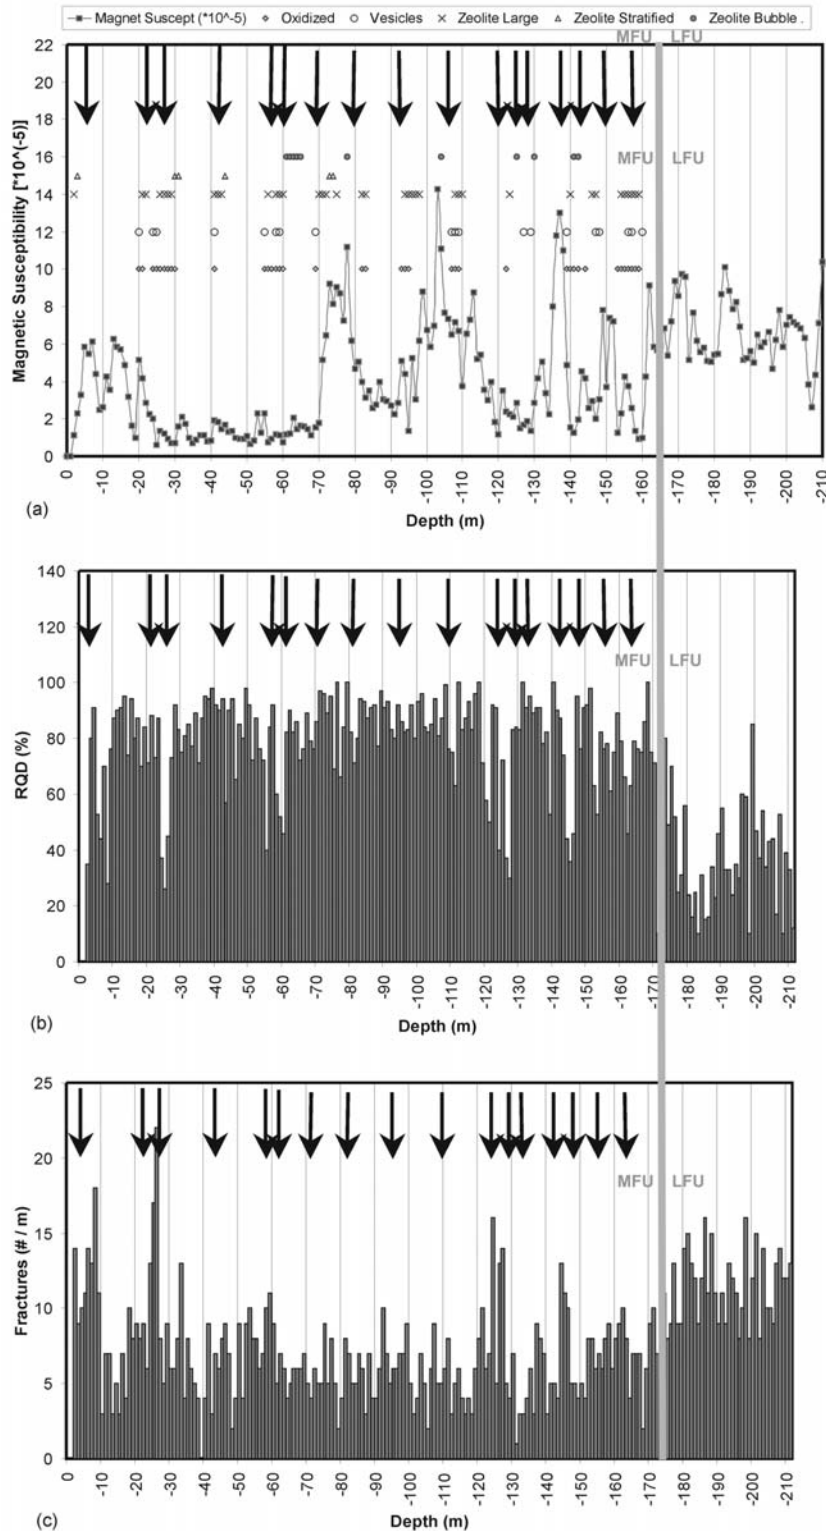 Magnet Suscept (*10^-5) Oxidized Vesicles Zeolite Large Zeolite Stratified Zeolite Bubble .
MFU LFU
22
20
18
16
14
12
10
8
6
4
2
0
MFU LFU
Magnetic Susceptibility [*10^(-5)]
0 -10 -20 -30 -40 -50 -60 -70 -80 -90 -100 -110 -120 -130 -140 -150 -160 -170 -180 -190 -200 -210
(a)
Depth (m)
140
120
100
80
60
40
20
0
MFU LFU
RQD (%)
0 -10 -20 -30 -40 -50 -60 -70 -80 -90 -100 -110 -120 -130 -140 -150 -160 -170 -180 -190 -200 -210
(b)
Depth (m)
25
20
15
10
5
0
MFU LFU
Fractures (# / m)
0 -10 -20 -30 -40 -50 -60 -70 -80 -90 -100 -110 -120 -130 -140 -150 -160 -170 -180 -190 -200 -210
(c)
Depth (m)